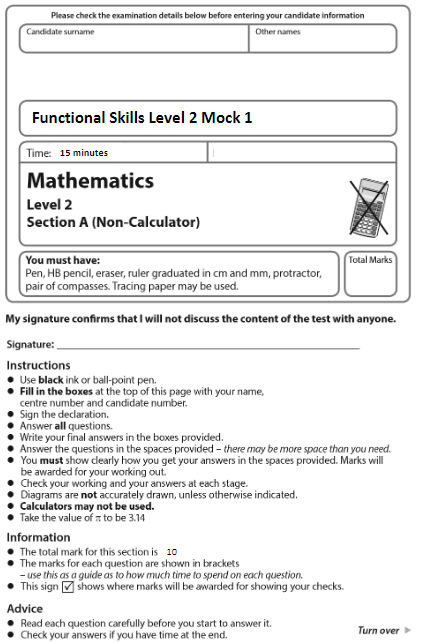 Please check the examination details below before entering your candidate information
Candidate surname
Other names
Functional Skills Level 2 Mock 1
Time: 15 minutes
Mathematics
Level 2
Section A (Non-Calculator)
You must have:
Pen, HB pencil, eraser, ruler graduated in cm and mm, protractor,
pair of compasses. Tracing paper may be used.
Total Marks
My signature confirms that I will not discuss the content of the test with anyone.
Signature:
Instructions
● Use black ink or ball-point pen.
● Fill in the boxes at the top of this page with your name,
centre number and candidate number.
● Sign the declaration.
● Answer all questions.
● Write your final answers in the boxes provided.
● Answer the questions in the spaces provided – there may be more space than you need.
● You must show clearly how you get your answers in the spaces provided. Marks will
be awarded for your working out.
● Check your working and your answers at each stage.
● Diagrams are not accurately drawn, unless otherwise indicated.
● Calculators may not be used.
● Take the value of π to be 3.14
Information
● The total mark for this section is 10
● The marks for each question are shown in brackets
– use this as a guide as to how much time to spend on each question.
● This sign ☑ shows where marks will be awarded for showing your checks.
Advice
● Read each question carefully before you start to answer it.
● Check your answers if you have time at the end.
Turn over ▶